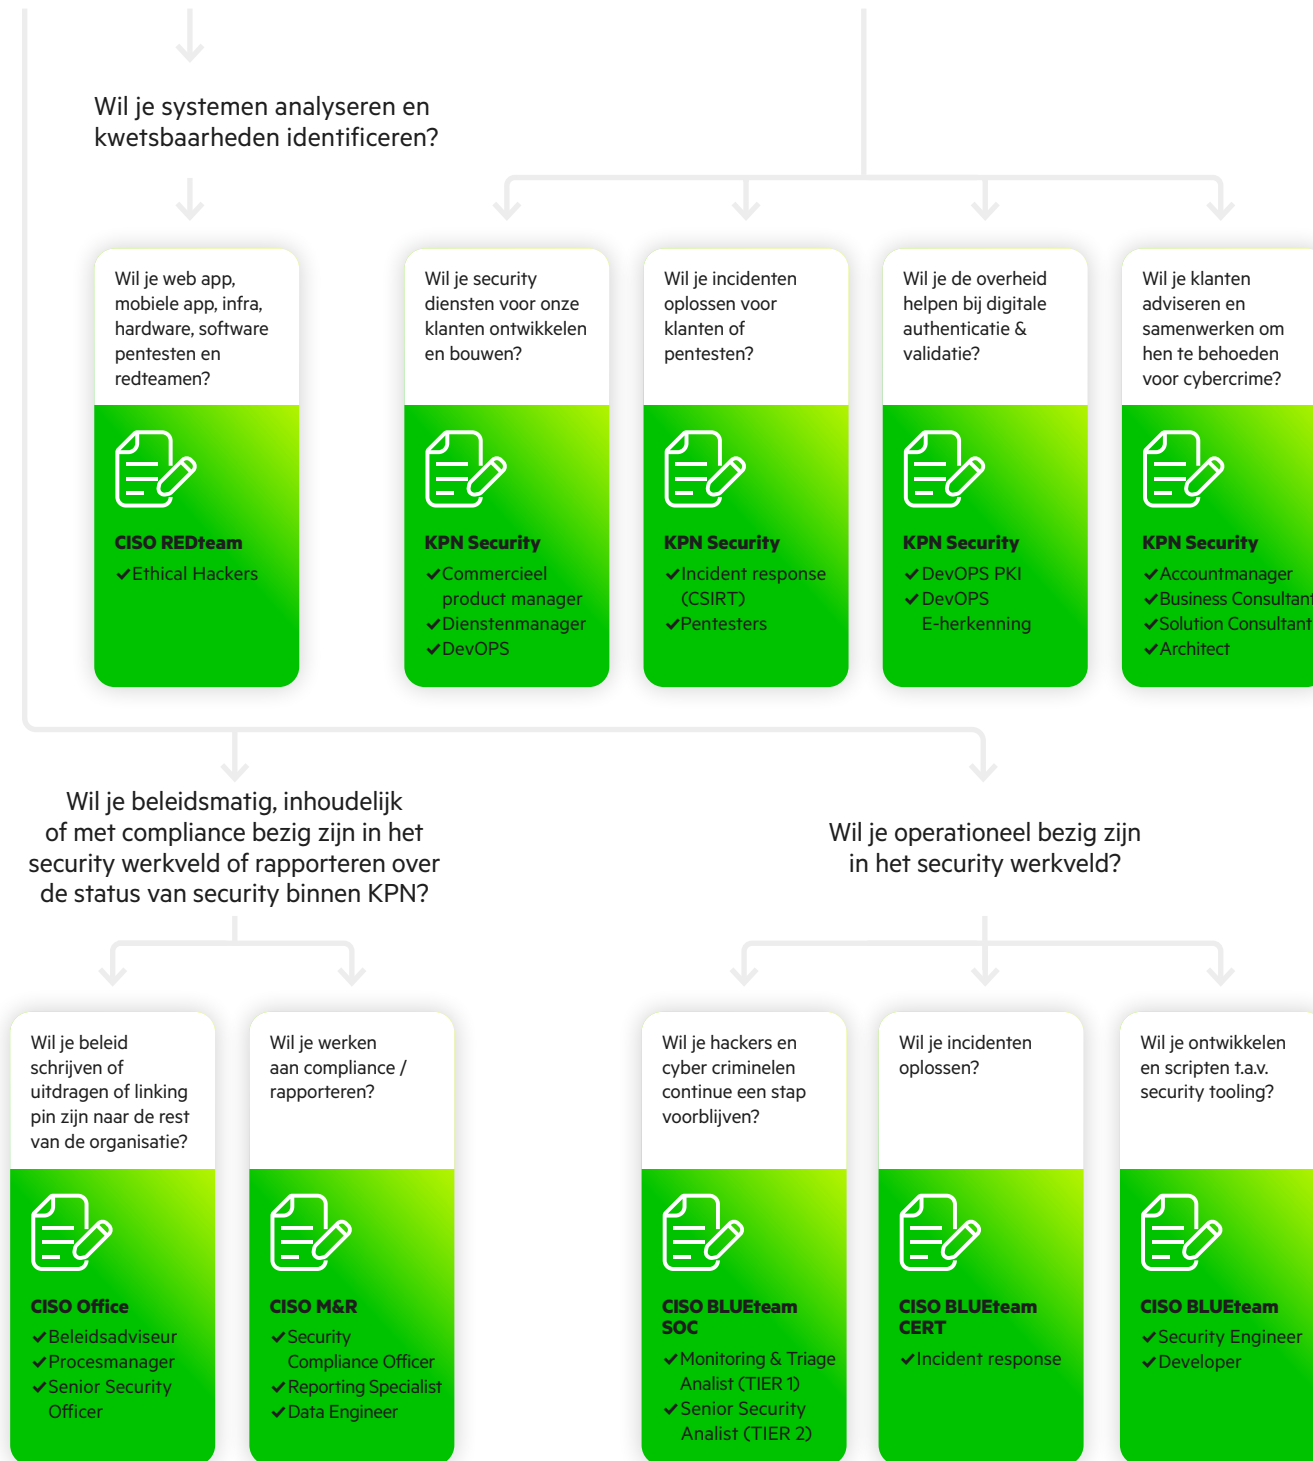 Wil je systemen analyseren en
kwetsbaarheden identificeren?
Wil je web app,
mobiele app, infra,
hardware, software
pentesten en
redteamen?
CISO REDteam
✓Ethical Hackers
Wil je security
diensten voor onze
klanten ontwikkelen
en bouwen?
KPN Security
✓Commercieel
product manager
✓Dienstenmanager
✓DevOPS
Wil je incidenten
oplossen voor
klanten of
pentesten?
KPN Security
✓Incident response
(CSIRT)
✓Pentesters
Wil je de overheid
helpen bij digitale
authenticatie &
validatie?
KPN Security
✓DevOPS PKI
✓DevOPS
E-herkenning
Wil je klanten
adviseren en
samenwerken om
hen te behoeden
voor cybercrime?
KPN Security
✓Accountmanager
✓Business Consultant
✓Solution Consultant
✓Architect
Wil je beleidsmatig, inhoudelijk
of met compliance bezig zijn in het
security werkveld of rapporteren over
de status van security binnen KPN?
Wil je operationeel bezig zijn
in het security werkveld?
Wil je beleid
schrijven of
uitdragen of linking
pin zijn naar de rest
van de organisatie?
CISO Office
✓Beleidsadviseur
✓Procesmanager
✓Senior Security
Officer
Wil je werken
aan compliance /
rapporteren?
CISO M&R
✓Security
Compliance Officer
✓Reporting Specialist
✓Data Engineer
Wil je hackers en
cyber criminelen
continue een stap
voorblijven?
CISO BLUEteam
SOC
✓Monitoring & Triage
Analist (TIER 1)
✓Senior Security
Analist (TIER 2)
Wil je incidenten
oplossen?
CISO BLUEteam
CERT
✓Incident response
Wil je ontwikkelen
en scripten t.a.v.
security tooling?
CISO BLUEteam
✓Security Engineer
✓Developer